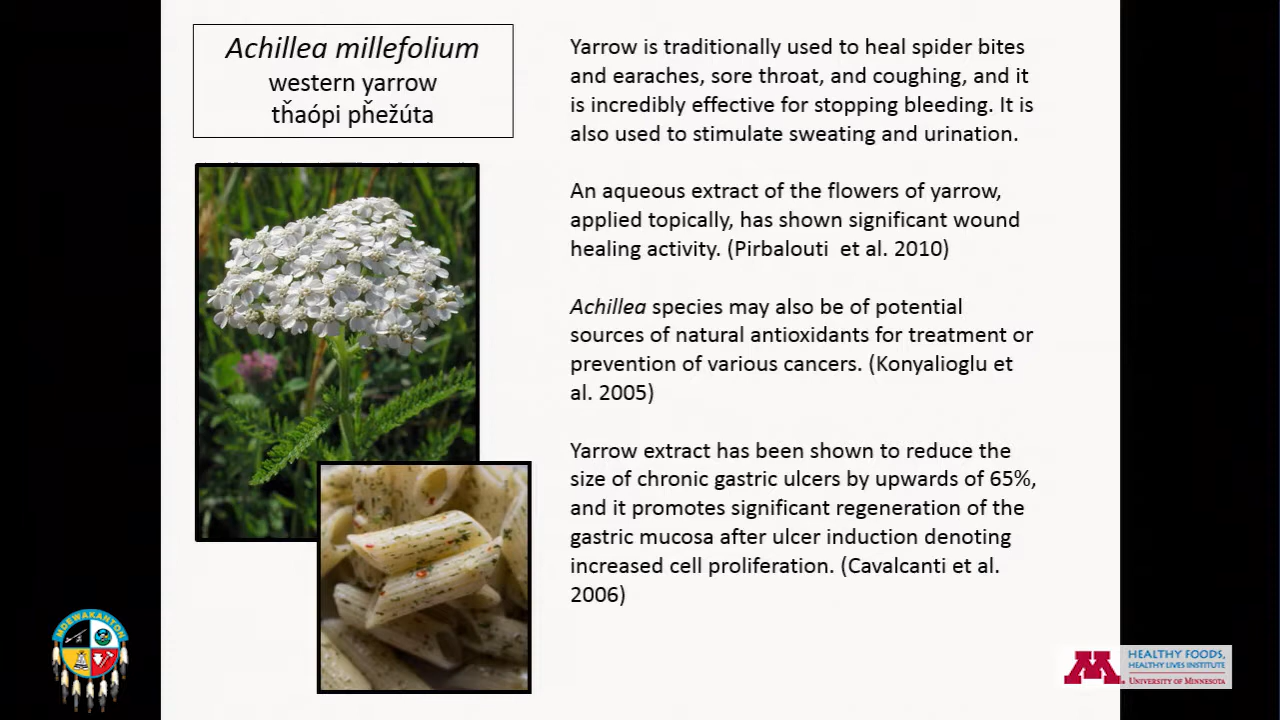 Achillea millefolium
western yarrow
tȟaópi pȟežúta
Yarrow is traditionally used to heal spider bites
and earaches, sore throat, and coughing, and it
is incredibly effective for stopping bleeding. It is
also used to stimulate sweating and urination.
An aqueous extract of the flowers of yarrow,
applied topically, has shown significant wound
healing activity. (Pirbalouti et al. 2010)
Achillea species may also be of potential
sources of natural antioxidants for treatment or
prevention of various cancers. (Konyalioglu et
al. 2005)
Yarrow extract has been shown to reduce the
size of chronic gastric ulcers by upwards of 65%,
and it promotes significant regeneration of the
gastric mucosa after ulcer induction denoting
increased cell proliferation. (Cavalcanti et al.
2006)
MDEWAKANTON
M.
HEALTHY FOODS,
HEALTHY LIVES INSTITUTE
UNIVERSITY OF MINNESOTA